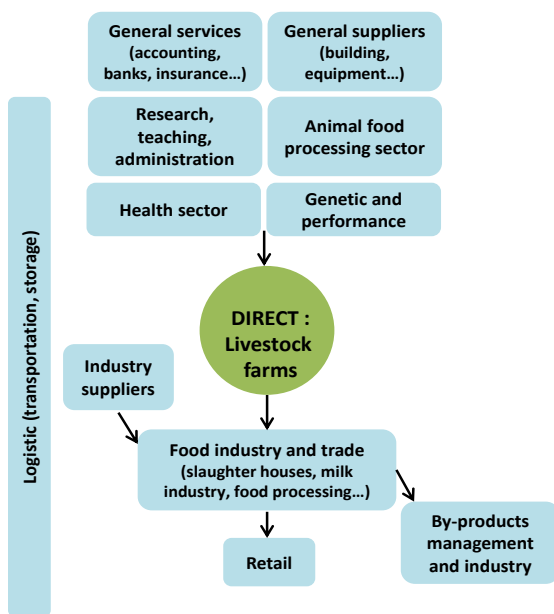 General services
(accounting,
banks, insurance…)
General suppliers
(building,
equipment…)
Research,
teaching,
administration
Animal food
processing sector
Health sector
Genetic and
performance
Logistic (transportation, storage)
DIRECT :
Livestock
farms
Industry
suppliers
Food industry and trade
(slaughter houses, milk
industry, food processing…)
By-products
management
and industry
Retail